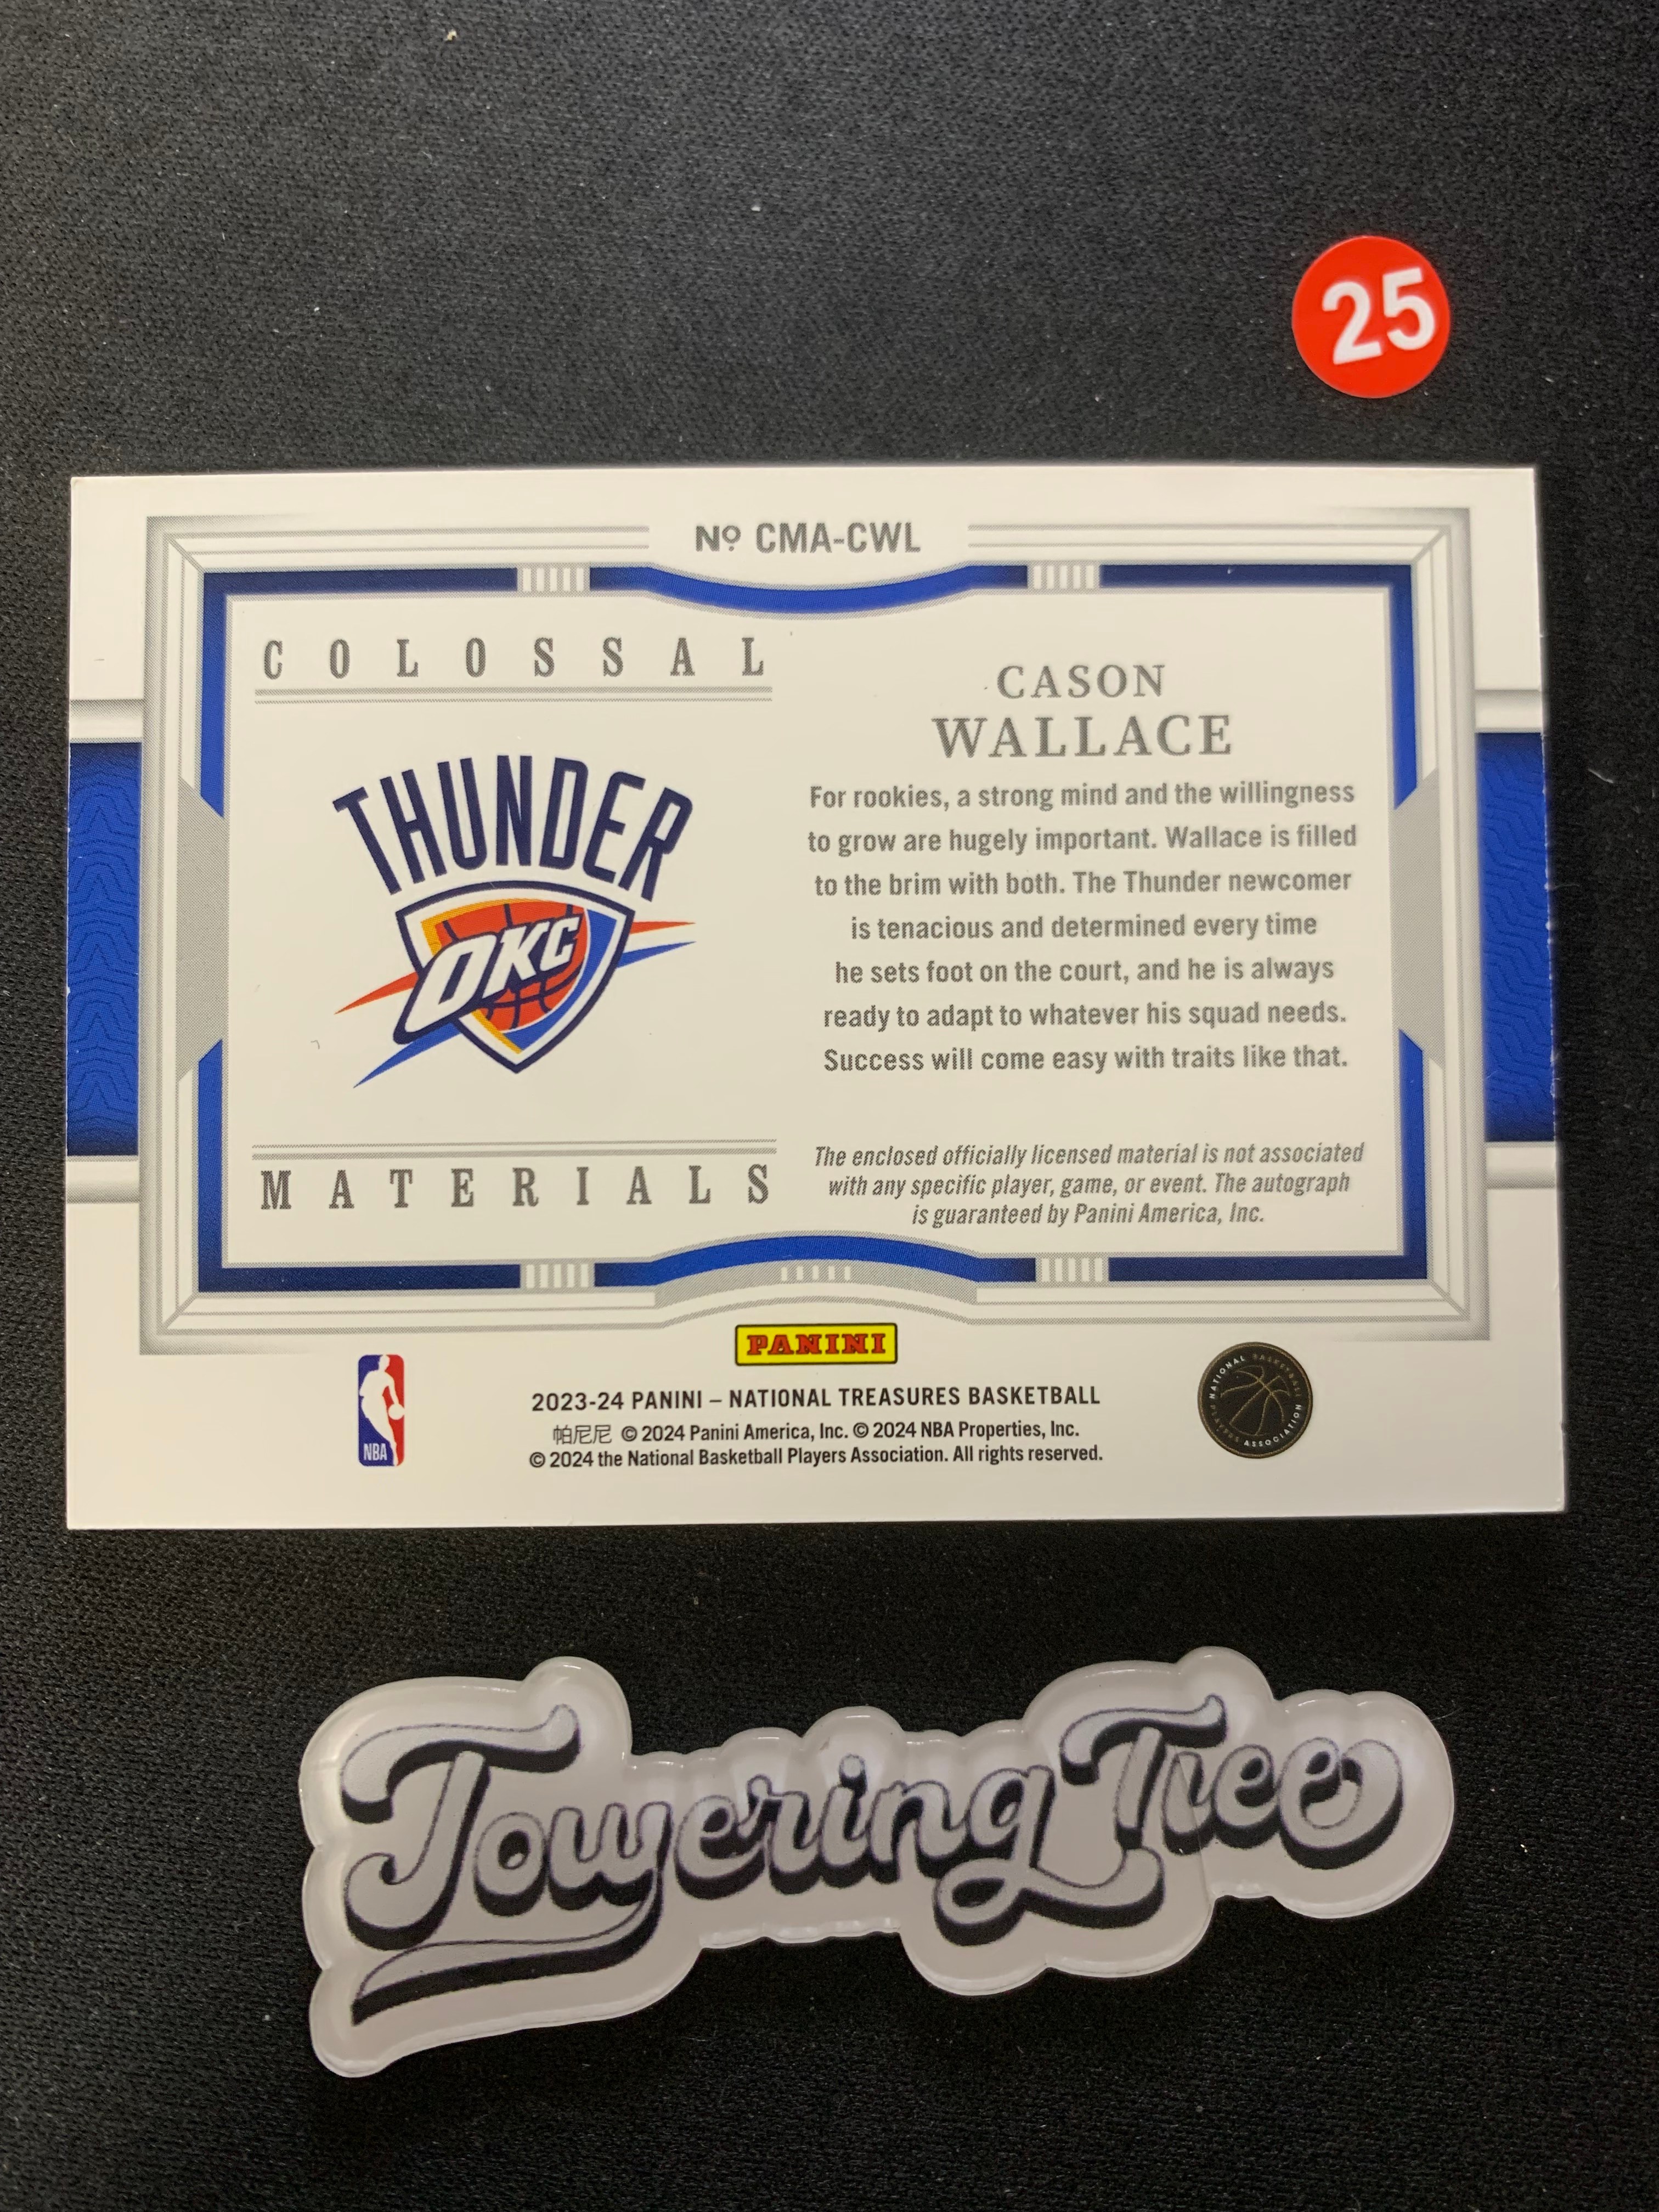 25
Nº CMA-CWL
COLOSSAL
THUNDER
OKC
MATERIALS
CASON
WALLACE
For rookies, a strong mind and the willingness
to grow are hugely important. Wallace is filled
to the brim with both. The Thunder newcomer
is tenacious and determined every time
he sets foot on the court, and he is always
ready to adapt to whatever his squad needs.
Success will come easy with traits like that.
The enclosed officially licensed material is not associated
with any specific player, game, or event. The autograph
is guaranteed by Panini America, Inc.
PANINI
NBA
2023-24 PANINI – NATIONAL TREASURES BASKETBALL
帕尼尼 © 2024 Panini America, Inc. © 2024 NBA Properties, Inc.
© 2024 the National Basketball Players Association. All rights reserved.
NATIONAL BASKETBALL PLAYERS ASSOCIATION
Towering Tree